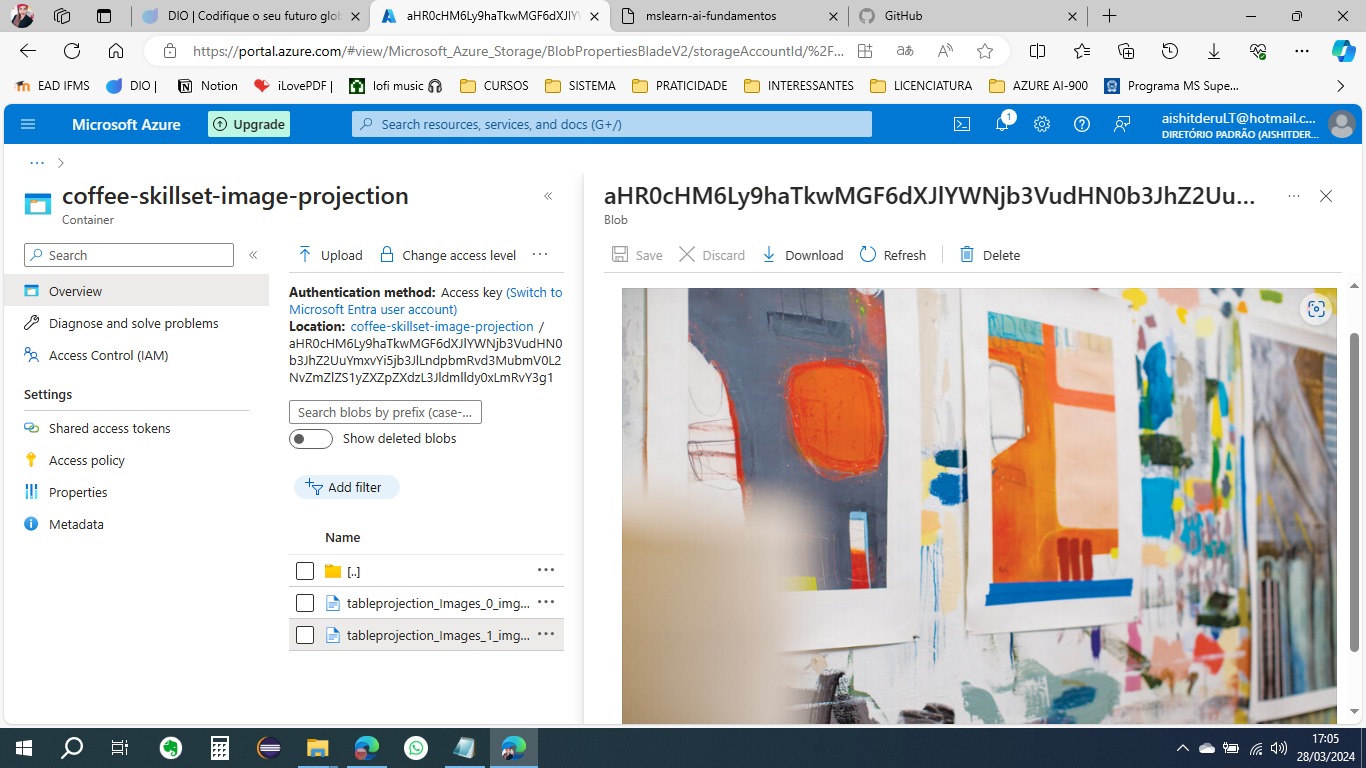 DIO | Codifique o seu futuro glob
aHR0cHM6Ly9haTkwMGF6dXJlY
mslearn-ai-fundamentos
GitHub
https://portal.azure.com/#view/Microsoft_Azure_Storage/BlobPropertiesBladeV2/storageAccountId/%2F...
EAD IFMS
DIO |
Notion
iLovePDF |
lofi music
CURSOS
SISTEMA
PRATICIDADE
INTERESSANTES
LICENCIATURA
AZURE AI-900
Programa MS Supe...
Microsoft Azure
Upgrade
Search resources, services, and docs (G+/)
1
aishitderuLT@hotmail.c...
DIRETÓRIO PADRÃO (AISHITDER...
coffee-skillset-image-projection
Container
Search
Overview
Diagnose and solve problems
Access Control (IAM)
Settings
Shared access tokens
Access policy
Properties
Metadata
Upload
Change access level
Authentication method: Access key (Switch to
Microsoft Entra user account)
Location: coffee-skillset-image-projection /
aHR0cHM6Ly9haTkwMGF6dXJlYWNjb3VudHN0
b3JhZ2UuYmxvYi5jb3JlLndpbmRvd3MubmV0L2
NvZmZlZS1yZXZpZXdzL3Jldmlldy0xLmRvY3g1
Search blobs by prefix (case-...
Show deleted blobs
Add filter
Name
[..]
tableprojection_Images_0_img...
tableprojection_Images_1_img...
aHR0cHM6Ly9haTkwMGF6dXJlYWNjb3VudHN0b3JhZ2Uu...
Blob
Save
Discard
Download
Refresh
Delete
17:05
28/03/2024